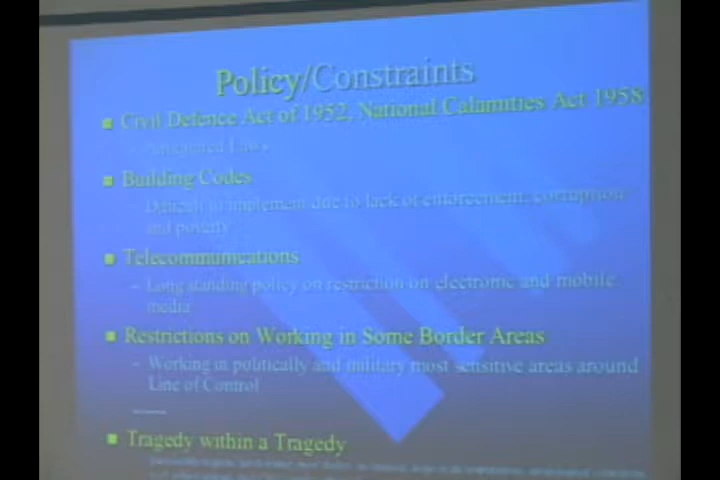 Policy/Constraints
■ Civil Defence Act of 1952, National Calamities Act 1958
– Antiquated Laws
■ Building Codes
Difficult to implement due to lack of enforcement, corruption
and poverty
■ Telecommunications
– Long standing policy on restriction on electronic and mobile
media
■ Restrictions on Working in Some Border Areas
– Working in politically and military most sensitive areas around
Line of Control
■ Tragedy within a Tragedy